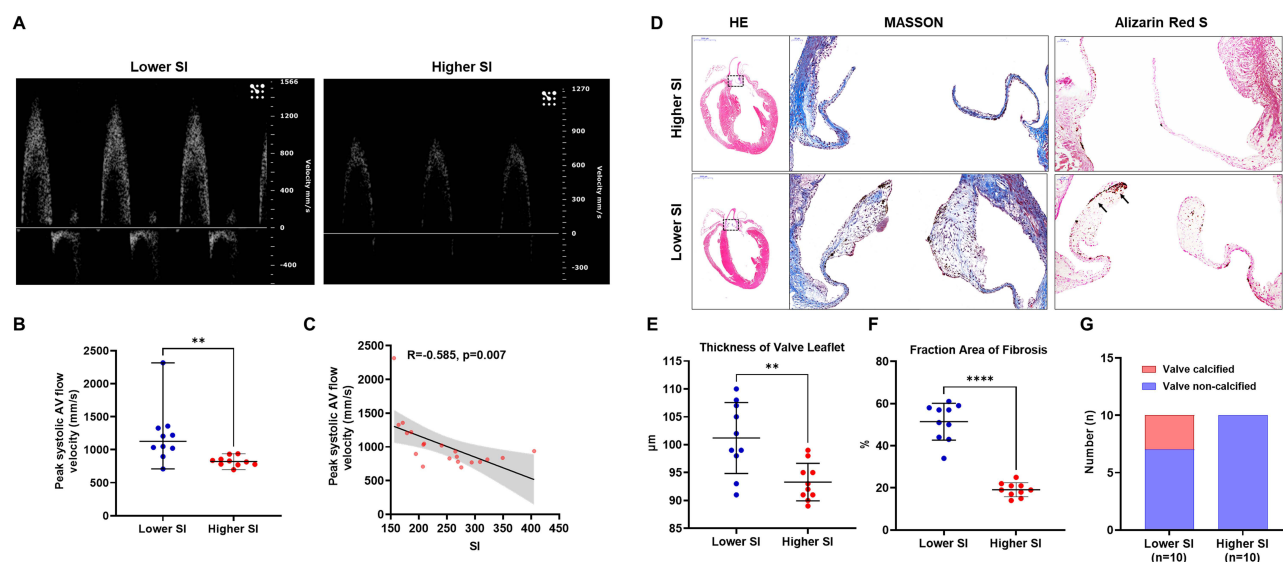 A
Lower SI
Higher SI
1566
1200
800
400
0
-400
Velocity mm/s
1270
900
600
300
0
-300
Velocity mm/s
B
Peak systolic AV flow
velocity (mm/s)
2500
2000
1500
1000
500
0
**
Lower SI
Higher SI
C
Peak systolic AV flow
velocity (mm/s)
2500
2000
1500
1000
500
0
R=-0.585, p=0.007
150 200 250 300 350 400 450
SI
D
HE
MASSON
Alizarin Red S
Higher SI
Lower SI
E
Thickness of Valve Leaflet
µm
115
110
105
100
95
90
85
**
Lower SI
Higher SI
F
Fraction Area of Fibrosis
%
80
60
40
20
0
****
Lower SI
Higher SI
G
Number (n)
15
10
5
0
Valve calcified
Valve non-calcified
Lower SI
(n=10)
Higher SI
(n=10)